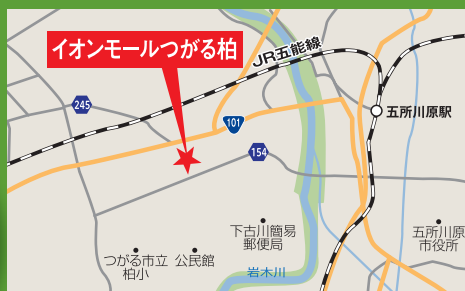 イオンモールつがる柏
JR五能線
245
101
五所川原駅
154
下古川簡易
郵便局
五所川原
市役所
つがる市立
柏小
公民館
岩木川